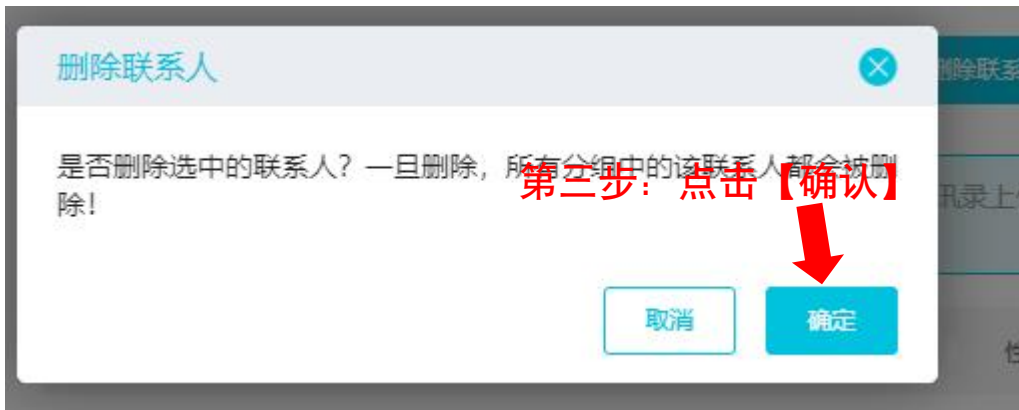 删除联系人
删除联系
是否删除选中的联系人？一旦删除，所有分组中的该联系人都会被删
除！
第三步：点击【确认】
讯录上
取消
确定